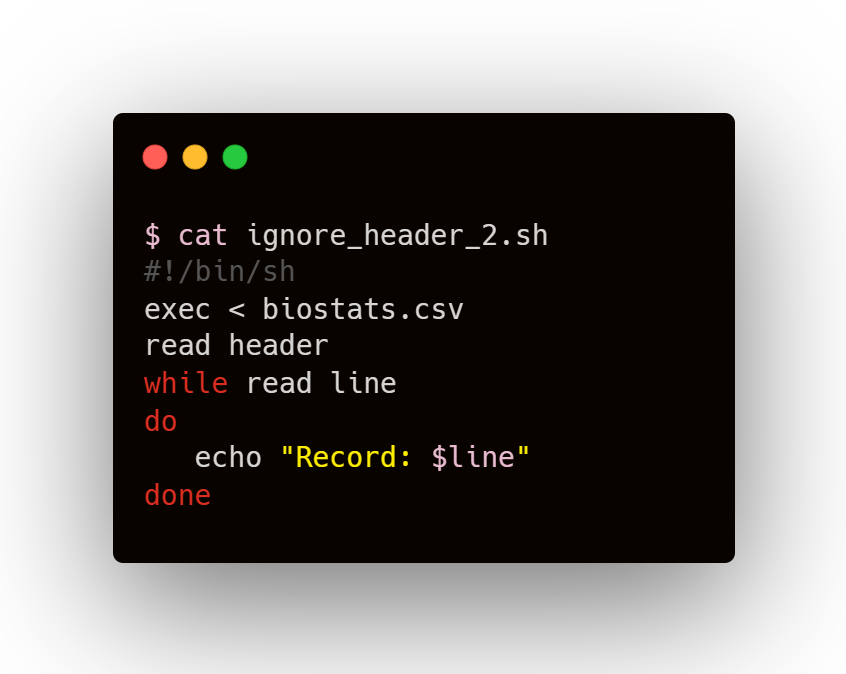 $ cat ignore_header_2.sh
#!/bin/sh
exec < biostats.csv
read header
while read line
do
   echo "Record: $line"
done